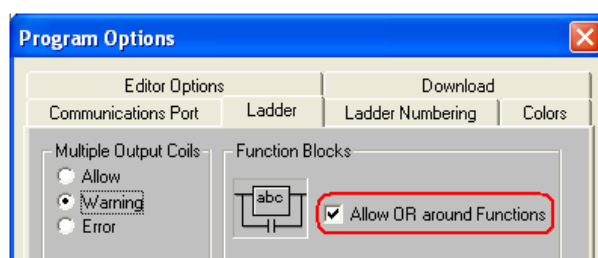 Program Options
Editor Options Download
Communications Port Ladder Ladder Numbering Colors
Multiple Output Coils Function Blocks
Allow
abc
Warning Allow OR around Functions
Error